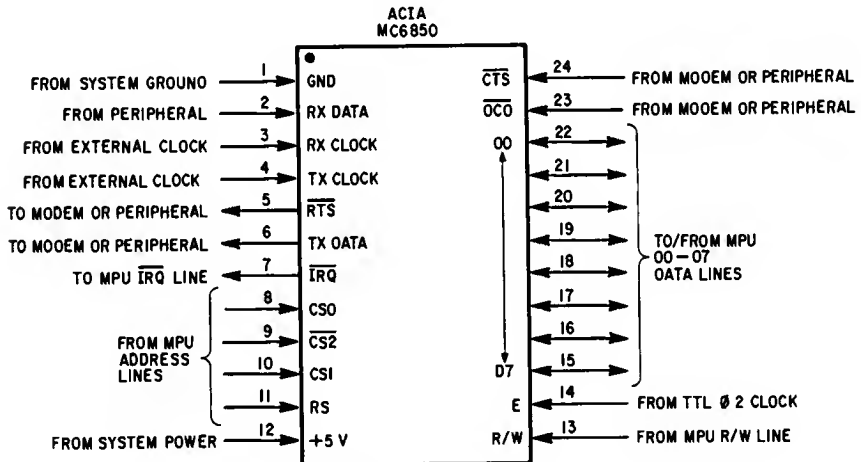 ACIA
MC6850
FROM SYSTEM GROUND 1 GND
FROM PERIPHERAL 2 RX DATA
FROM EXTERNAL CLOCK 3 RX CLOCK
FROM EXTERNAL CLOCK 4 TX CLOCK
TO MODEM OR PERIPHERAL 5 RTS
TO MOOEM OR PERIPHERAL 6 TX OATA
TO MPU IRQ LINE 7 IRQ
FROM MPU
ADDRESS
LINES
8 CSO
9 CS2
10 CSI
11 RS
FROM SYSTEM POWER 12 +5 V
CTS 24 FROM MOOEM OR PERIPHERAL
OCO 23 FROM MOOEM OR PERIPHERAL
OO 22
21
20
19
18
17
16
D7 15
TO/FROM MPU
OO–O7
OATA LINES
E 14 FROM TTL Ø 2 CLOCK
R/W 13 FROM MPU R/W LINE